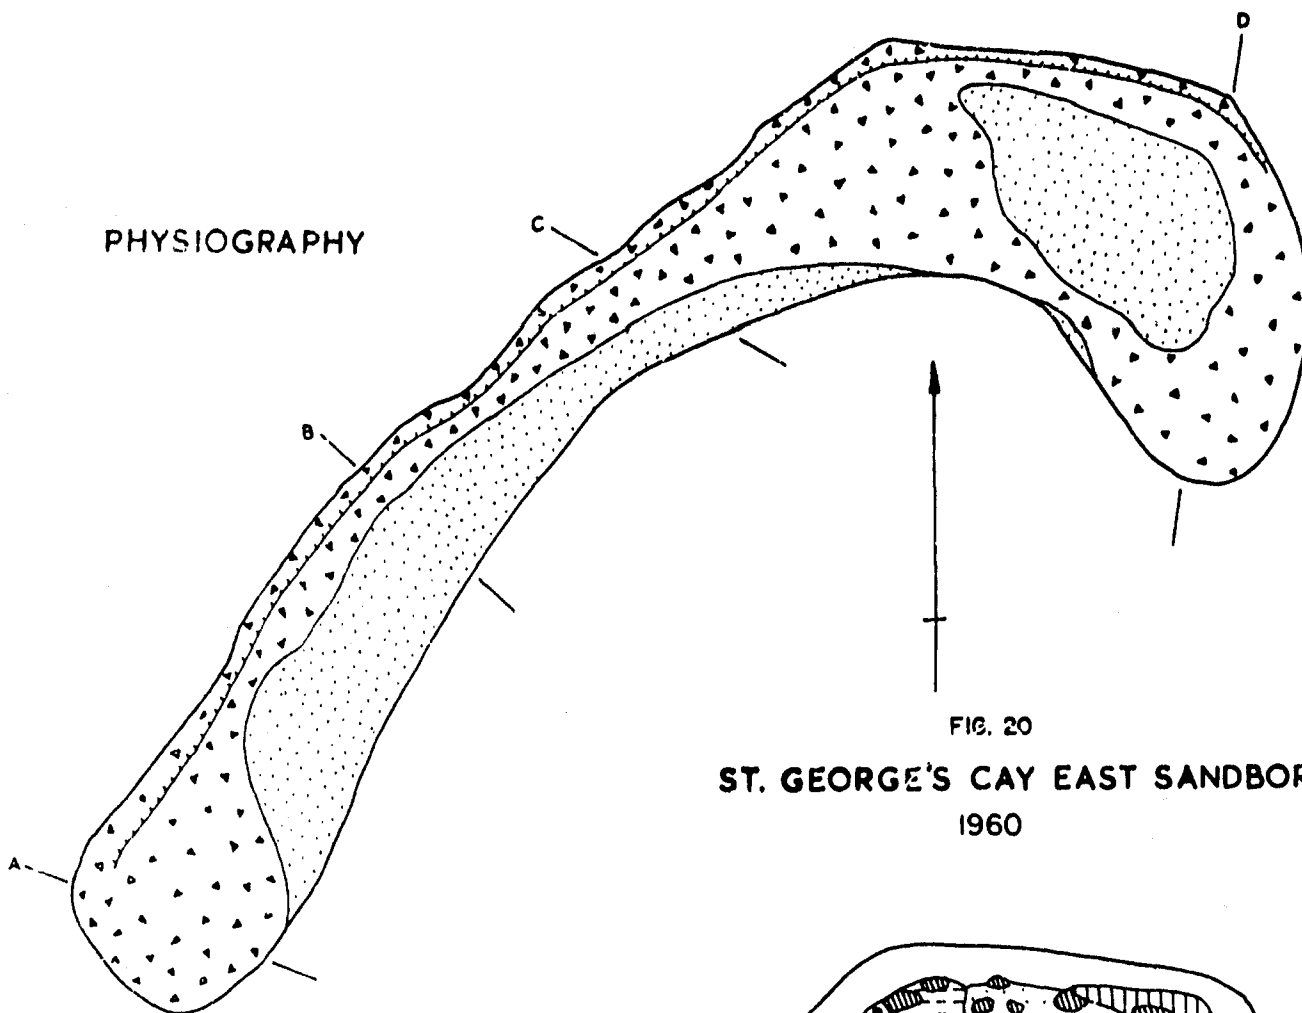 D
C
PHYSIOGRAPHY
B
FIG. 20
ST. GEORGE'S CAY EAST SANDBOR
1960
A